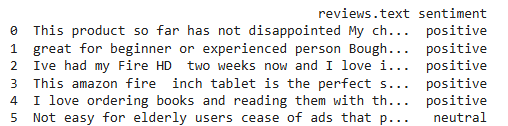 reviews.text sentiment
0 This product so far has not disappointed My ch... positive
1 great for beginner or experienced person Bough... positive
2 Ive had my Fire HD  two weeks now and I love i... positive
3 This amazon fire  inch tablet is the perfect s... positive
4 I love ordering books and reading them with th... positive
5 Not easy for elderly users cease of ads that p... neutral